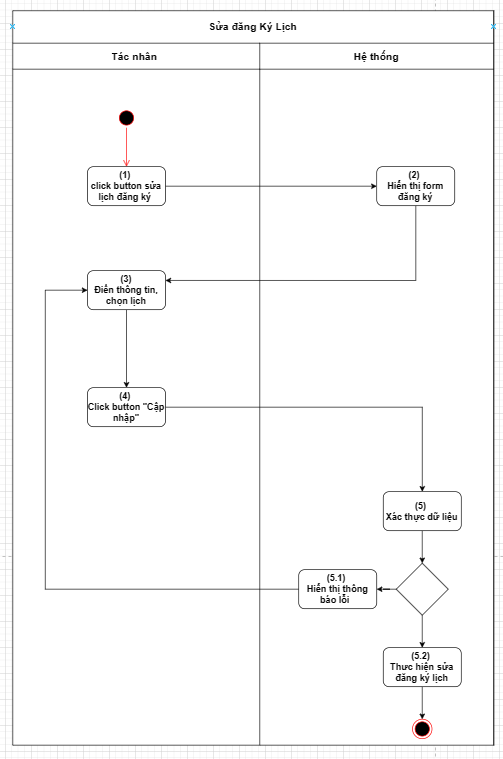 Sửa đăng Ký Lịch
Tác nhân
Hệ thống
(1)
click button sửa
lịch đăng ký
(2)
Hiển thị form
đăng ký
(3)
Điền thông tin,
chọn lịch
(4)
Click button "Cập
nhập"
(5)
Xác thực dữ liệu
(5.1)
Hiển thị thông
báo lỗi
(5.2)
Thưc hiện sửa
đăng ký lịch